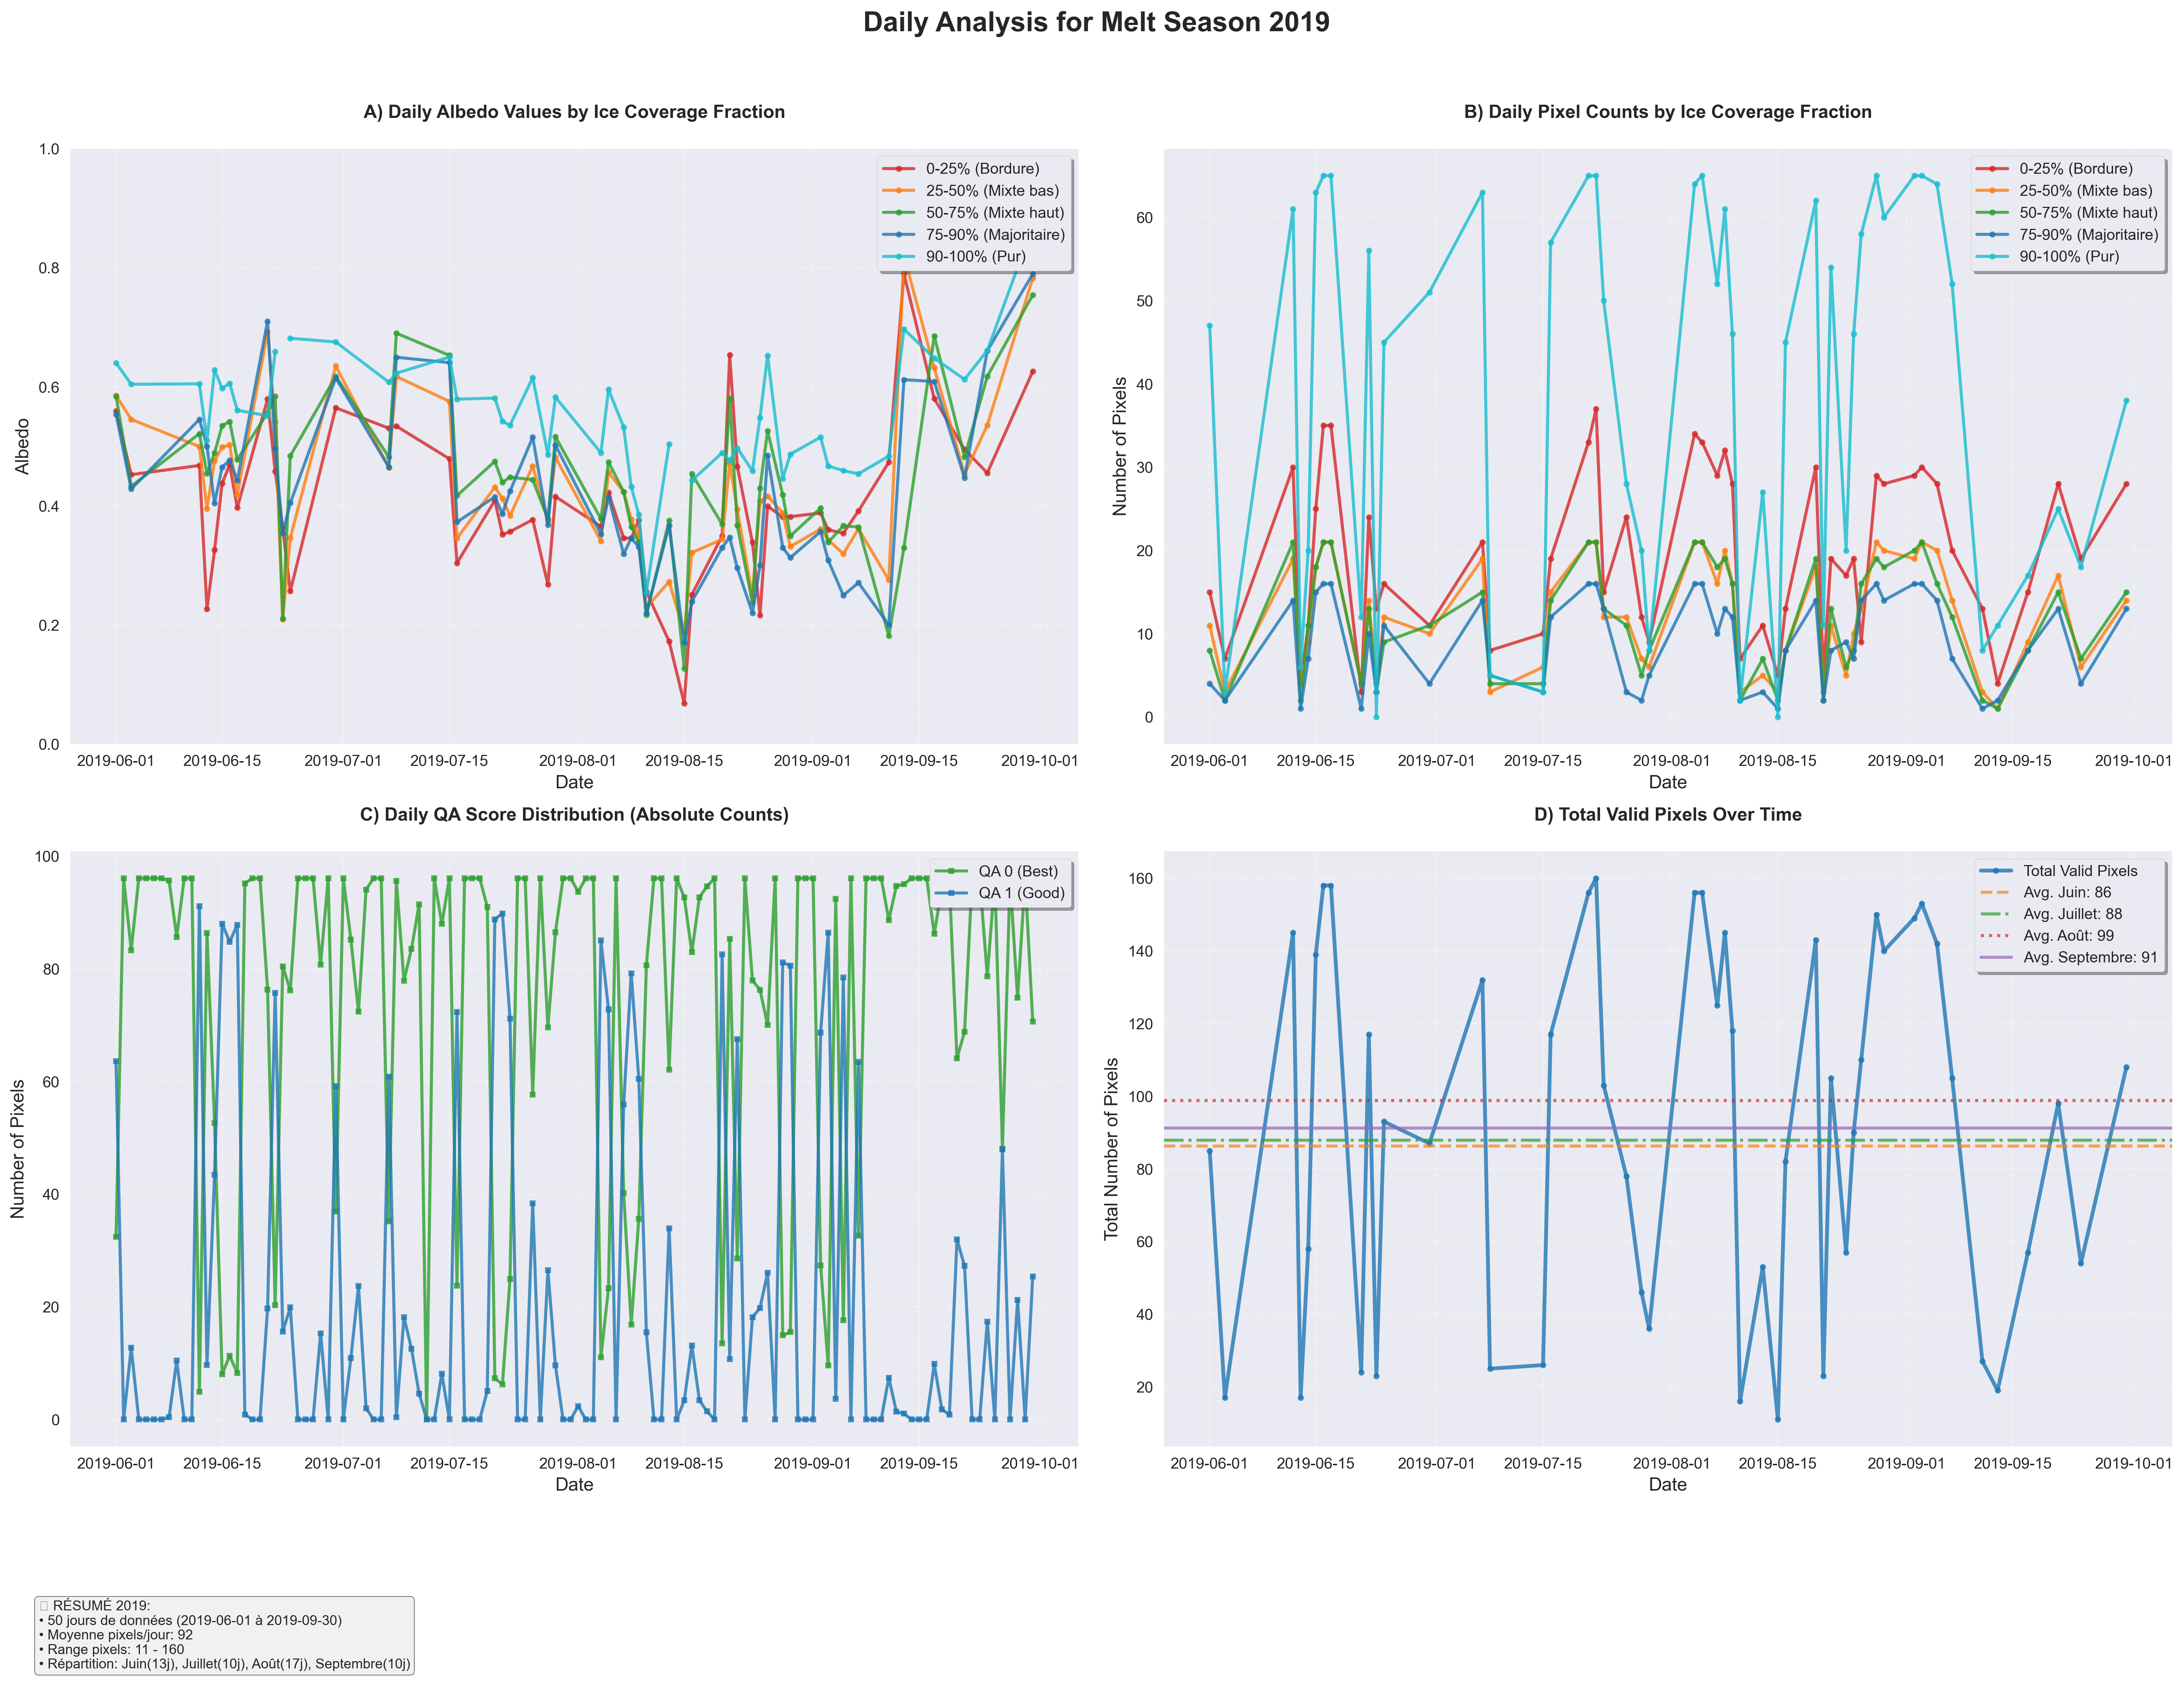 Daily Analysis for Melt Season 2019
A) Daily Albedo Values by Ice Coverage Fraction
1.0
0.8
0.6
0.4
0.2
0.0
Albedo
0-25% (Bordure)
25-50% (Mixte bas)
50-75% (Mixte haut)
75-90% (Majoritaire)
90-100% (Pur)
2019-06-01 2019-06-15 2019-07-01 2019-07-15 2019-08-01 2019-08-15 2019-09-01 2019-09-15 2019-10-01
Date
B) Daily Pixel Counts by Ice Coverage Fraction
60
50
40
30
20
10
0
Number of Pixels
0-25% (Bordure)
25-50% (Mixte bas)
50-75% (Mixte haut)
75-90% (Majoritaire)
90-100% (Pur)
2019-06-01 2019-06-15 2019-07-01 2019-07-15 2019-08-01 2019-08-15 2019-09-01 2019-09-15 2019-10-01
Date
C) Daily QA Score Distribution (Absolute Counts)
100
80
60
40
20
0
Number of Pixels
QA 0 (Best)
QA 1 (Good)
2019-06-01 2019-06-15 2019-07-01 2019-07-15 2019-08-01 2019-08-15 2019-09-01 2019-09-15 2019-10-01
Date
D) Total Valid Pixels Over Time
160
140
120
100
80
60
40
20
Total Number of Pixels
Total Valid Pixels
Avg. Juin: 86
Avg. Juillet: 88
Avg. Août: 99
Avg. Septembre: 91
2019-06-01 2019-06-15 2019-07-01 2019-07-15 2019-08-01 2019-08-15 2019-09-01 2019-09-15 2019-10-01
Date
RÉSUMÉ 2019:
• 50 jours de données (2019-06-01 à 2019-09-30)
• Moyenne pixels/jour: 92
• Range pixels: 11 - 160
• Répartition: Juin(13j), Juillet(10j), Août(17j), Septembre(10j)